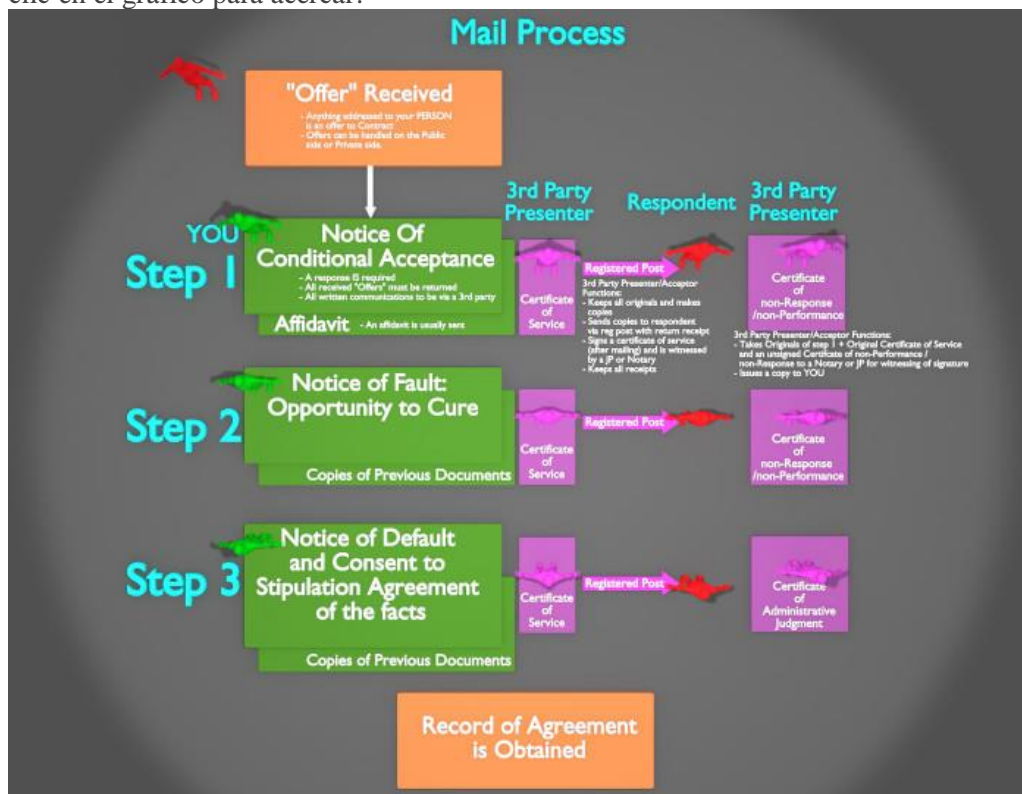 clic en el gráfico para acercar.
Mail Process
"Offer" Received
- Anything addressed to your PERSON
is an offer to Contract
- Offers can be handled on the Public
side or Private side.
3rd Party
Presenter
Respondent
3rd Party
Presenter
YOU
Step 1
Notice Of
Conditional Acceptance
- A response IS required
- All received "Offers" must be returned
- All written communications to be via a 3rd party
Affidavit - An affidavit is usually sent
Certificate
of
Service
Registered Post
3rd Party Presenter/Acceptor
Functions:
- Keeps all originals and makes
copies
- Sends copies to respondent
via reg post with return receipt
- Signs a certificate of service
(after mailing) and is witnessed
by a JP or Notary
- Keeps all receipts
Certificate
of
non-Response
/non-Performance
3rd Party Presenter/Acceptor Functions:
- Takes Originals of step 1 + Original Certificate of Service
and an unsigned Certificate of non-Performance /
non-Response to a Notary or JP for witnessing of signature
- Issues a copy to YOU
Step 2
Notice of Fault:
Opportunity to Cure
Copies of Previous Documents
Certificate
of
Service
Registered Post
Certificate
of
non-Response
/non-Performance
Step 3
Notice of Default
and Consent to
Stipulation Agreement
of the facts
Copies of Previous Documents
Certificate
of
Service
Registered Post
Certificate
of
Administrative
Judgment
Record of Agreement
is Obtained